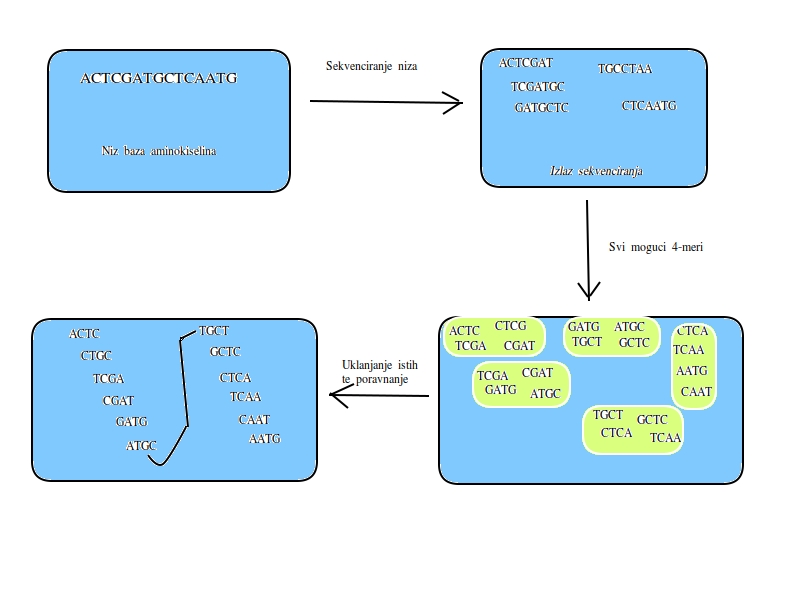 ACTCGATGCTCAATG
Niz baza aminokiselina
Sekvenciranje niza
ACTCGAT
TGCCTAA
TCGATGC
GATGCTC
CTCAATG
Izlaz sekvenciranja
Svi moguci 4-meri
ACTC
CTCG
TCGA
CGAT
GATG
ATGC
TGCT
GCTC
CTCA
TCAA
AATG
CAAT
TCGA
CGAT
GATG
ATGC
TGCT
GCTC
CTCA
TCAA
Uklanjanje istih
te poravnanje
ACTC
CTGC
TCGA
CGAT
GATG
ATGC
TGCT
GCTC
CTCA
TCAA
CAAT
AATG